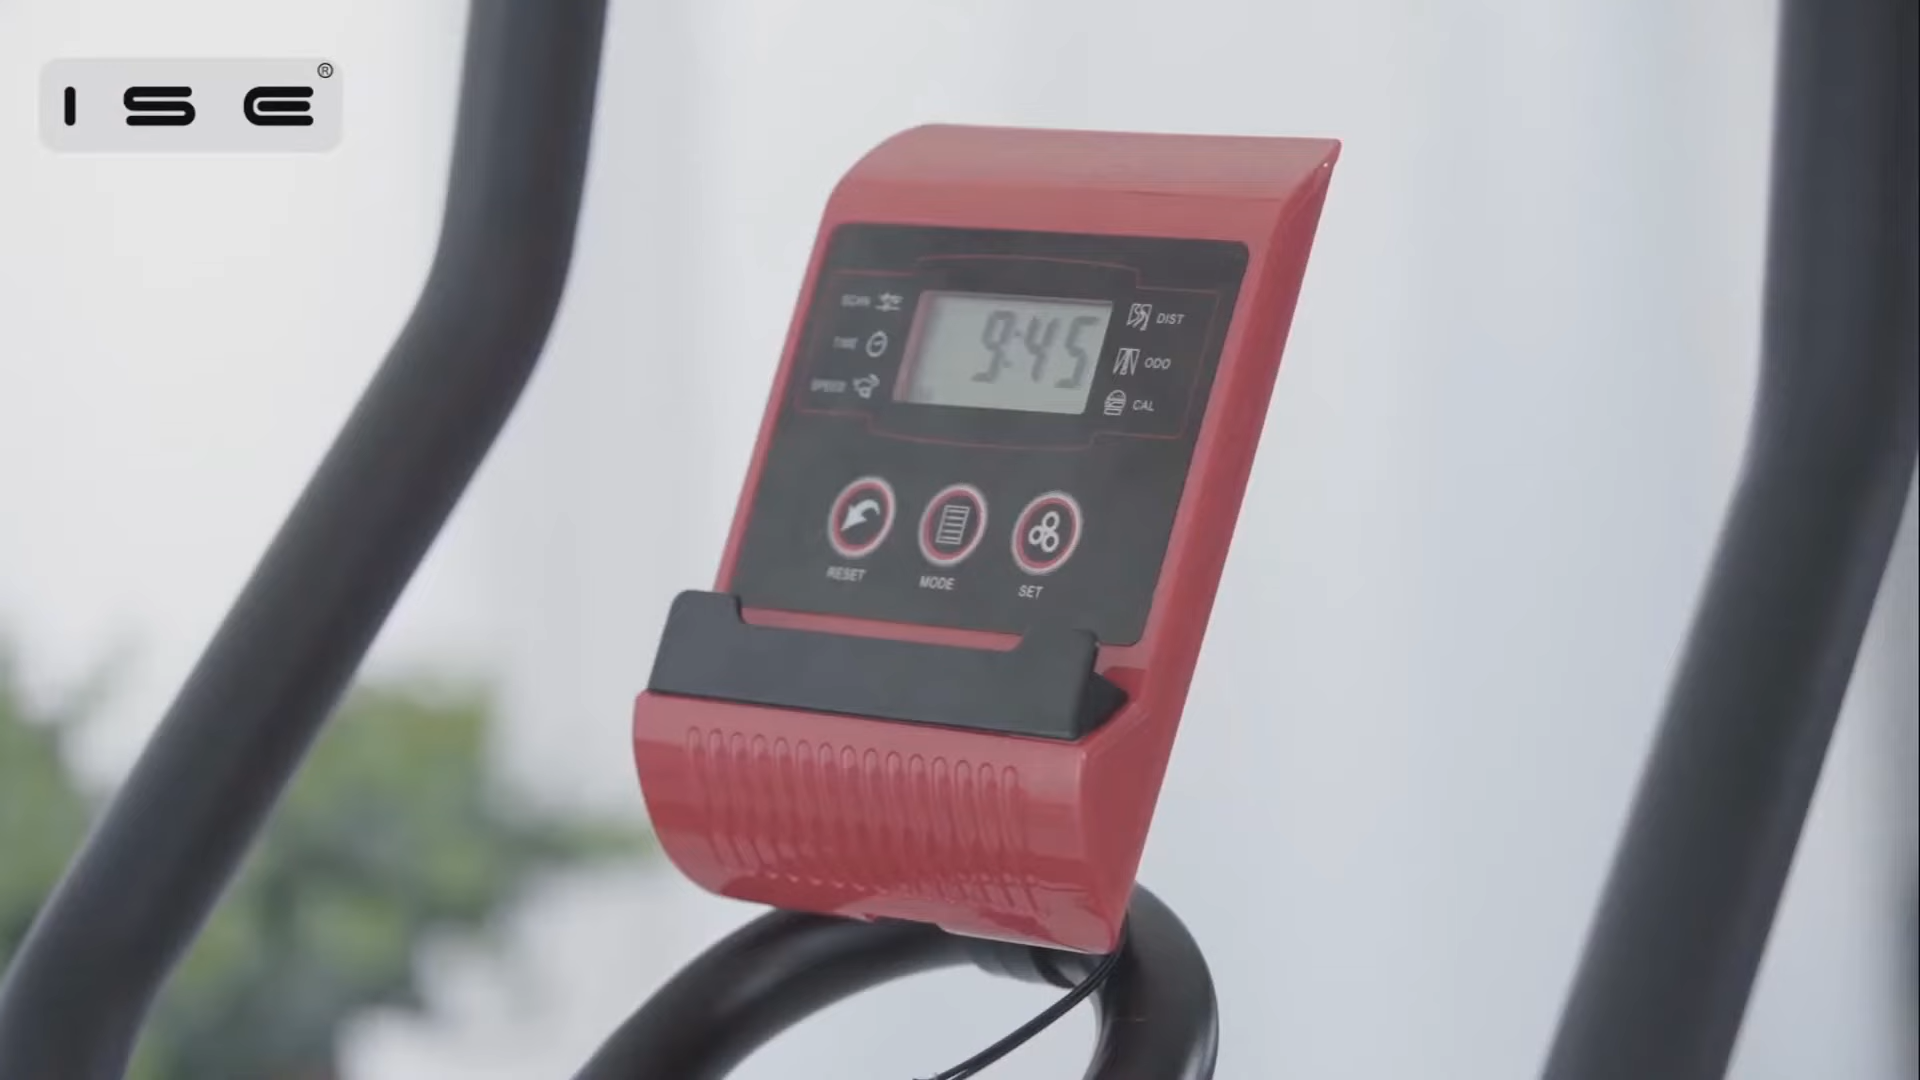 ISE®
SCAN
TIME
SPEED
9:45
DIST
ODO
CAL
RESET
MODE
SET